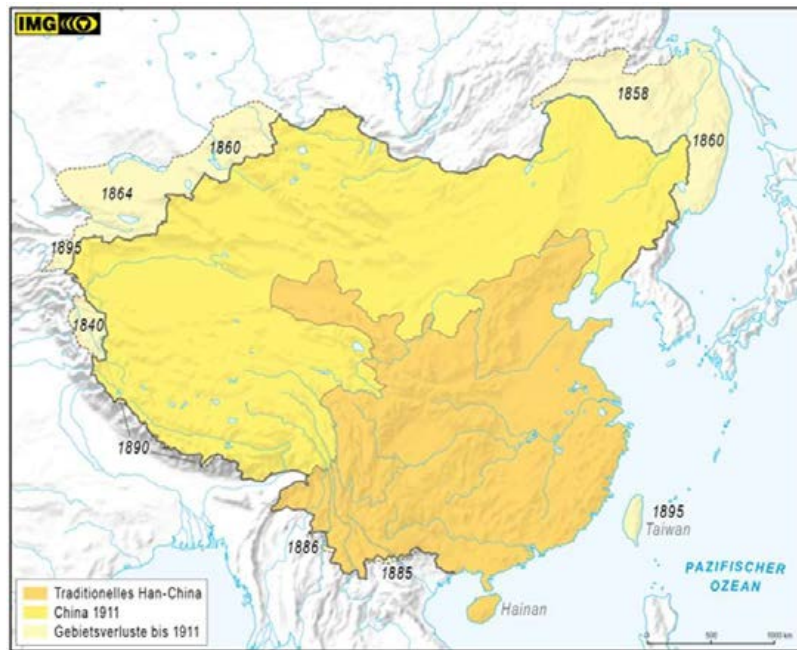 IMG
1858
1860
1860
1864
1895
1840
1890
1895
Taiwan
1886
1885
PAZIFISCHER
OZEAN
Hainan
Traditionelles Han-China
China 1911
Gebietsverluste bis 1911
0 500 1000 km